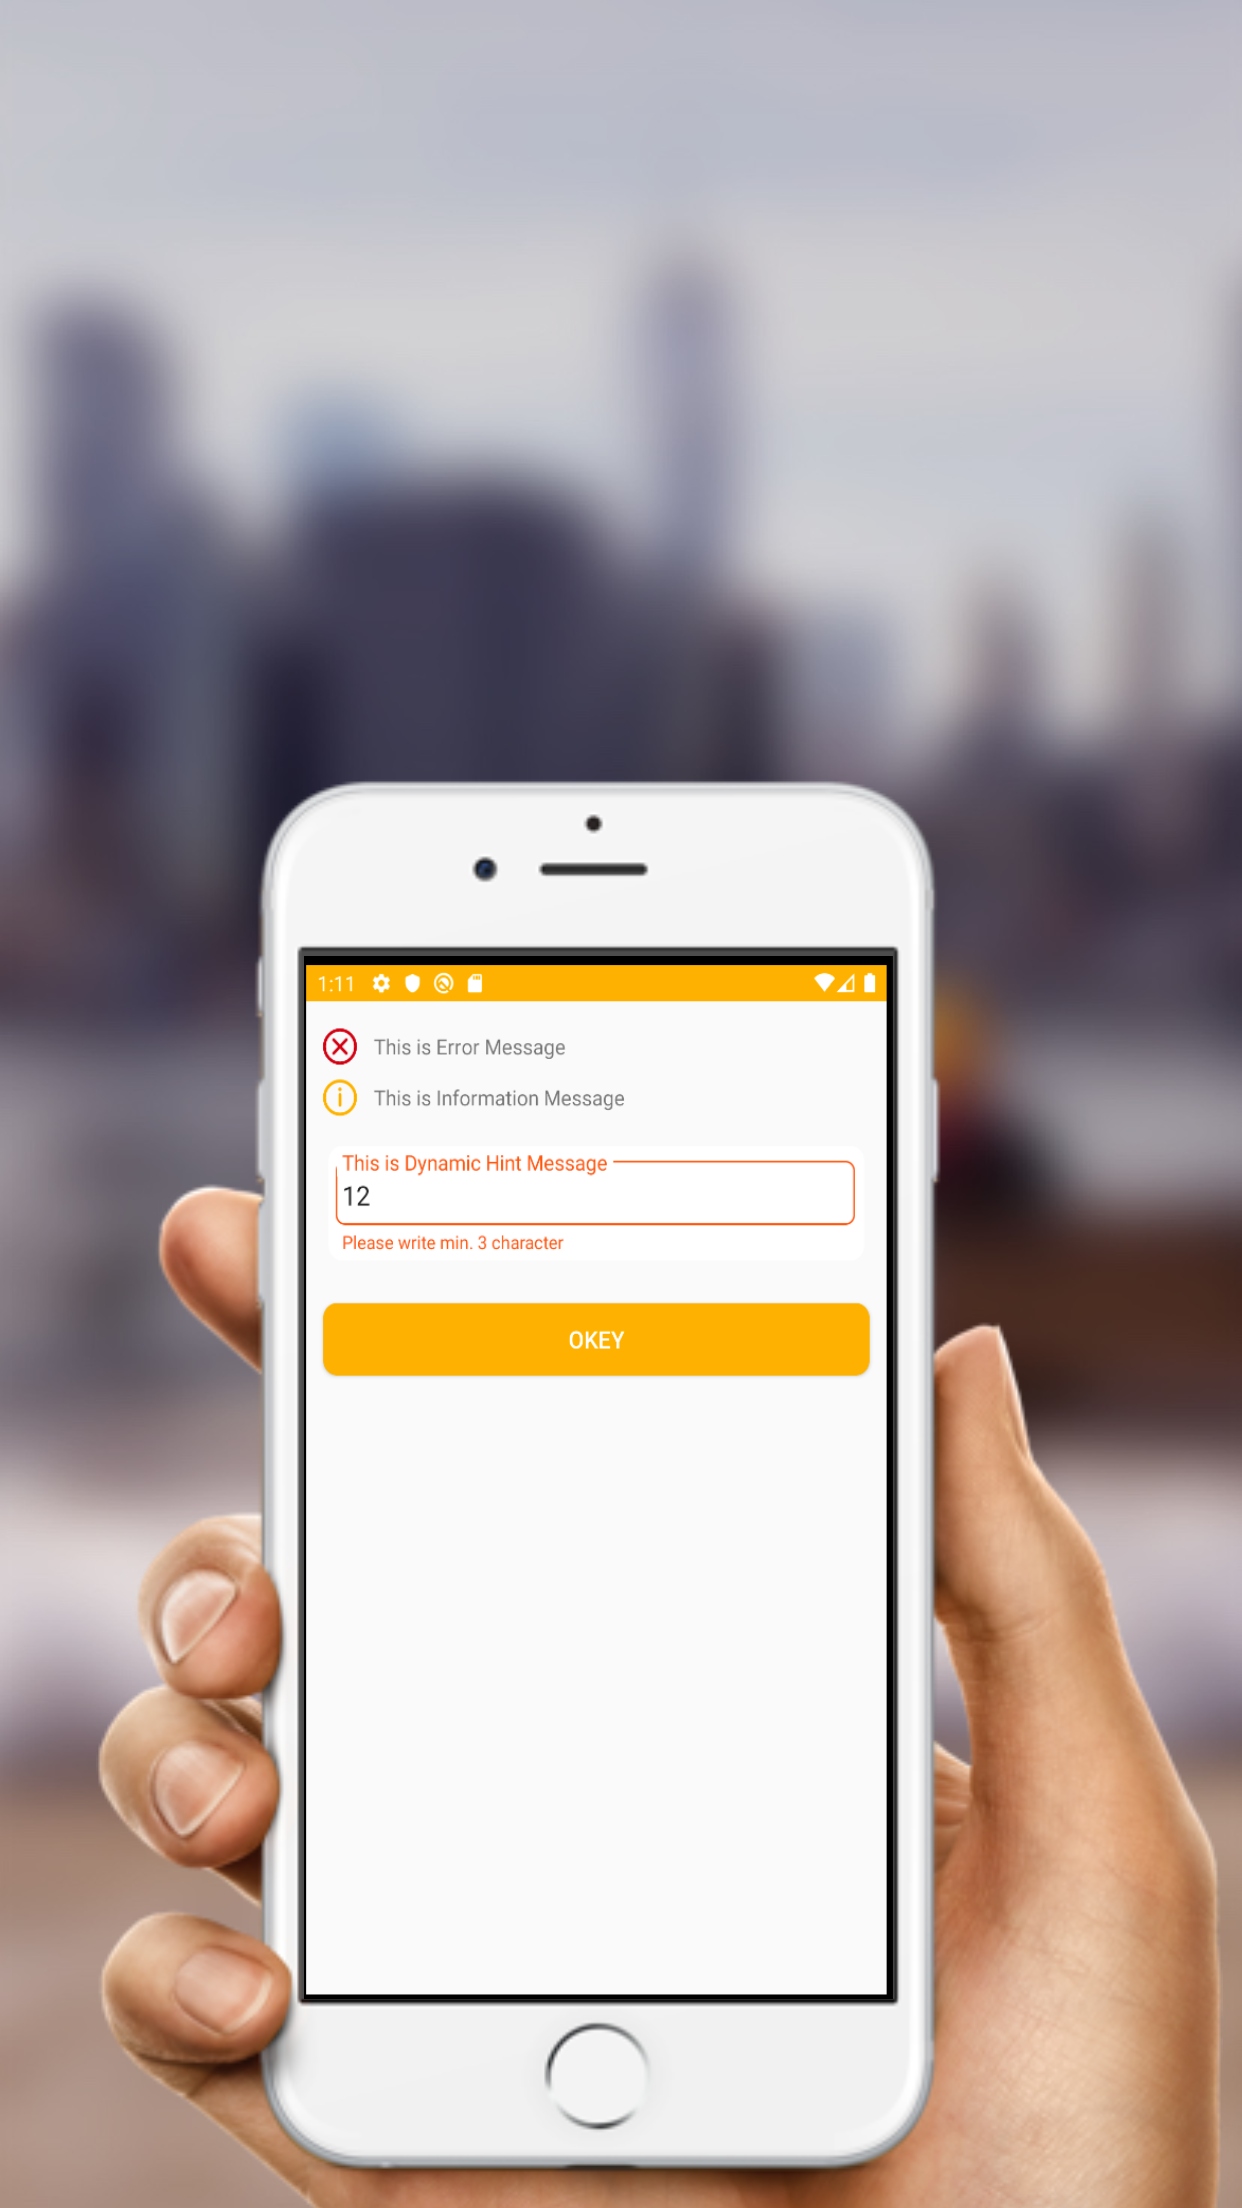 1:11
This is Error Message
This is Information Message
This is Dynamic Hint Message
12
Please write min. 3 character
OKEY